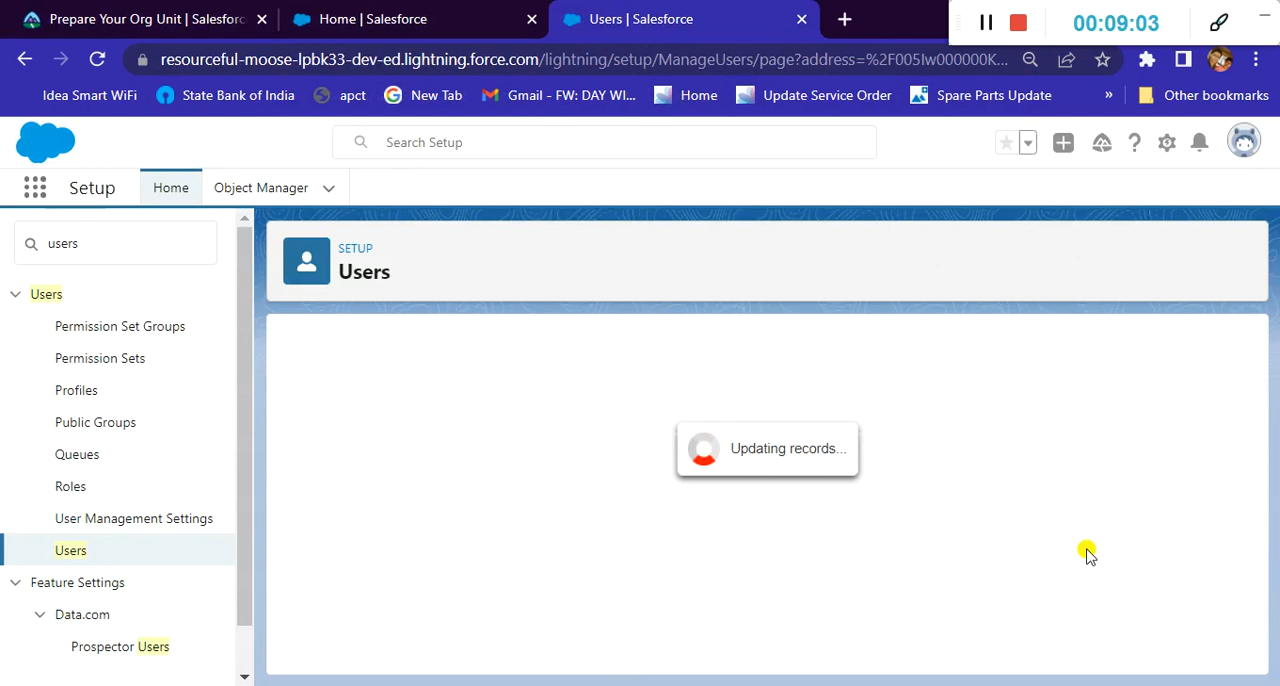 Prepare Your Org Unit | Salesforc
Home | Salesforce
Users | Salesforce
00:09:03
resourceful-moose-lpbk33-dev-ed.lightning.force.com/lightning/setup/ManageUsers/page?address=%2F005Iw000000K...
Idea Smart WiFi
State Bank of India
apct
New Tab
Gmail - FW: DAY WI...
Home
Update Service Order
Spare Parts Update
»
Other bookmarks
Search Setup
Setup
Home
Object Manager
users
Users
Permission Set Groups
Permission Sets
Profiles
Public Groups
Queues
Roles
User Management Settings
Users
Feature Settings
Data.com
Prospector Users
SETUP
Users
Updating records...